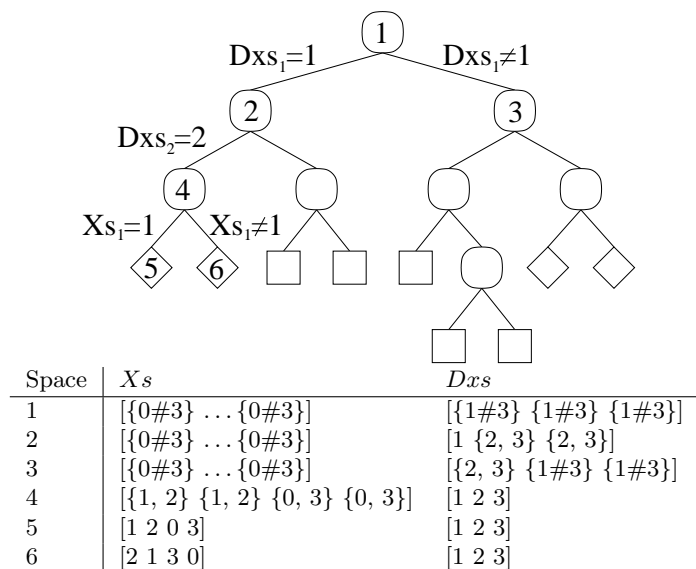 1
Dxs₁=1 Dxs₁≠1
2 3
Dxs₂=2
4
Xs₁=1 Xs₁≠1
5 6
Space Xs Dxs
1 [{0#3} ... {0#3}] [{1#3} {1#3} {1#3}]
2 [{0#3} ... {0#3}] [1 {2, 3} {2, 3}]
3 [{0#3} ... {0#3}] [{2, 3} {1#3} {1#3}]
4 [{1, 2} {1, 2} {0, 3} {0, 3}] [1 2 3]
5 [1 2 0 3] [1 2 3]
6 [2 1 3 0] [1 2 3]